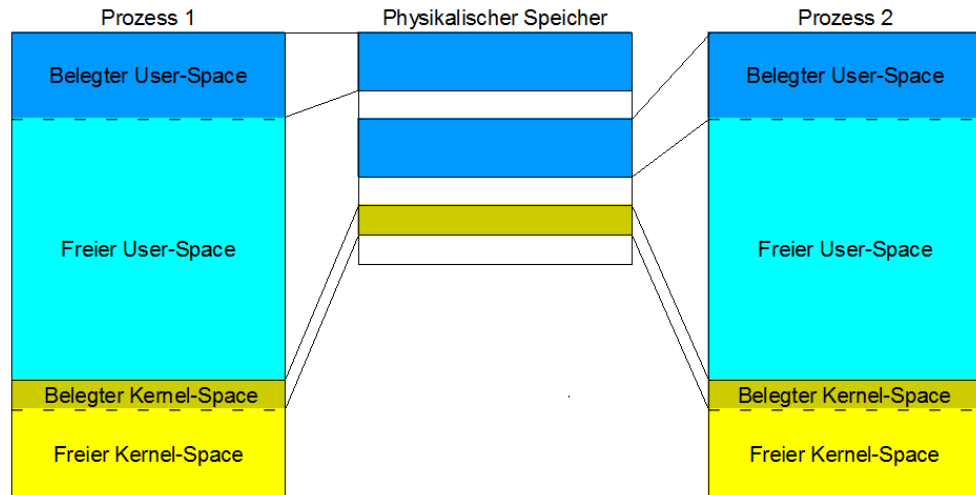 Prozess 1
Physikalischer Speicher
Prozess 2
Belegter User-Space
Belegter User-Space
Freier User-Space
Freier User-Space
Belegter Kernel-Space
Belegter Kernel-Space
Freier Kernel-Space
Freier Kernel-Space